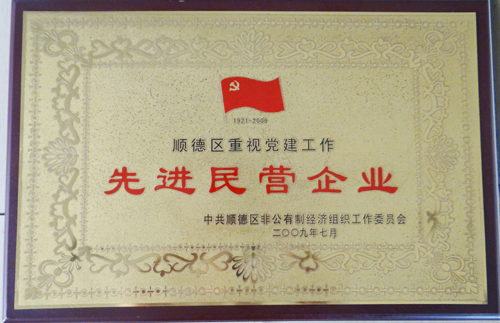 1921-2009
顺德区重视党建工作
先进民营企业
中共顺德区非公有制经济组织工作委员会
二〇〇九年七月